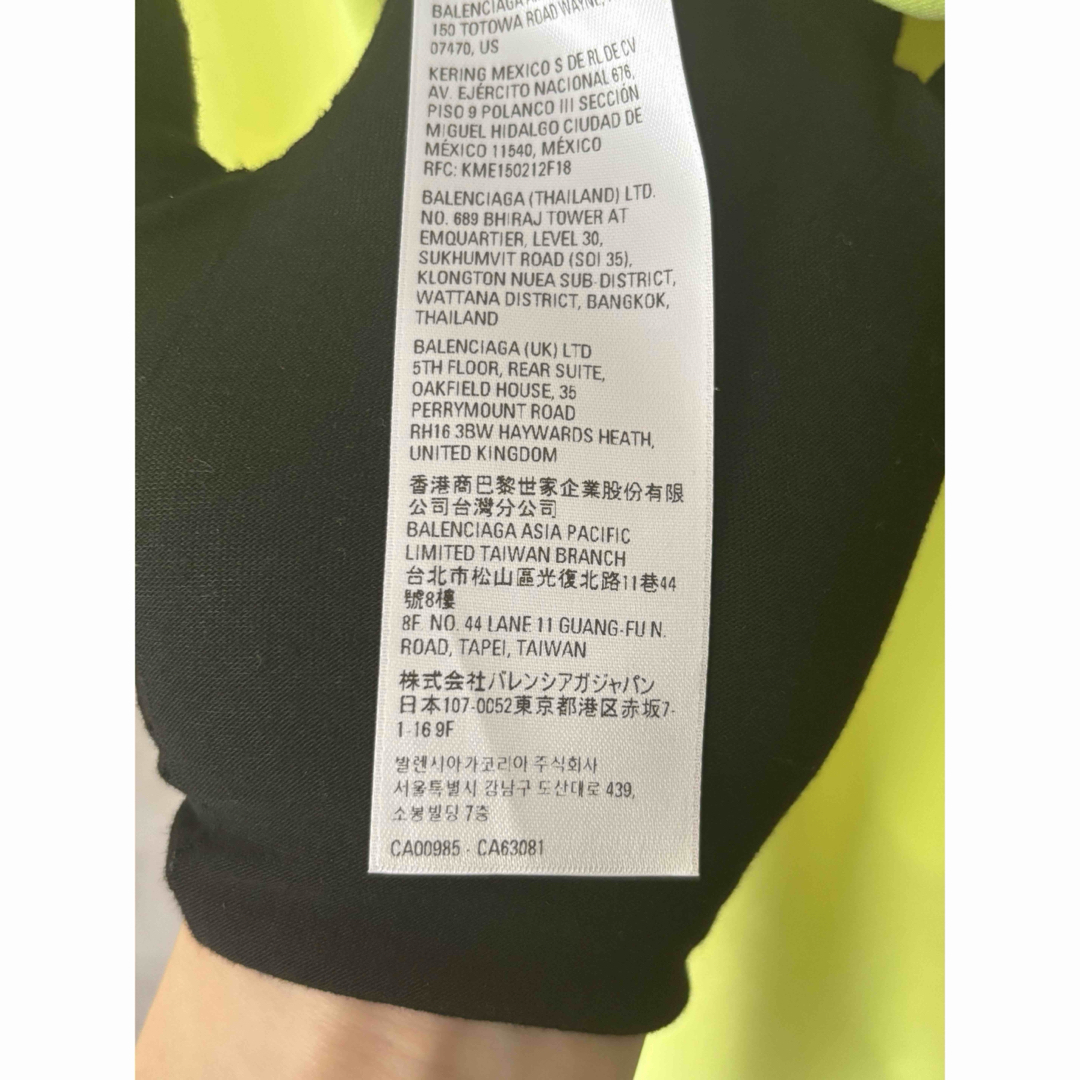 BALENCIAGA
150 TOTOWA ROAD WAYNE,
07470, US
KERING MEXICO S DE RL DE CV
AV. EJÉRCITO NACIONAL 676,
PISO 9 POLANCO III SECCIÓN
MIGUEL HIDALGO CIUDAD DE
MÉXICO 11540, MÉXICO
RFC: KME150212F18
BALENCIAGA (THAILAND) LTD.
NO. 689 BHIRAJ TOWER AT
EMQUARTIER, LEVEL 30,
SUKHUMVIT ROAD (SOI 35),
KLONGTON NUEA SUB-DISTRICT,
WATTANA DISTRICT, BANGKOK,
THAILAND
BALENCIAGA (UK) LTD
5TH FLOOR, REAR SUITE,
OAKFIELD HOUSE, 35
PERRYMOUNT ROAD
RH16 3BW HAYWARDS HEATH,
UNITED KINGDOM
香港商巴黎世家企業股份有限
公司台灣分公司
BALENCIAGA ASIA PACIFIC
LIMITED TAIWAN BRANCH
台北市松山區光復北路11巷44
號8樓
8F. NO. 44 LANE 11 GUANG-FU N.
ROAD, TAPEI, TAIWAN
株式会社バレンシアガジャパン
日本107-0052東京都港区赤坂7-
1-16 9F
발렌시아가코리아 주식회사
서울특별시 강남구 도산대로 439,
소봉빌딩 7층
CA00985 - CA63081